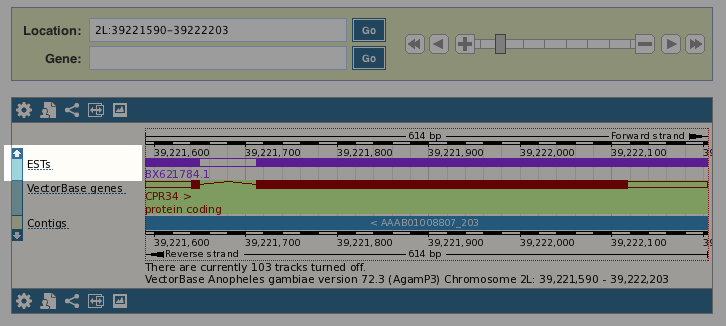 Location: 2L:39221590-39222203 Go
Gene: Go
614 bp Forward strand
39,221,600 39,221,700 39,221,800 39,221,900 39,222,000 39,222,100
ESTs
BX621784.1
VectorBase genes
CPR34 >
protein coding
Contigs < AAAB01008807_203
39,221,600 39,221,700 39,221,800 39,221,900 39,222,000 39,222,100
Reverse strand 614 bp
There are currently 103 tracks turned off.
VectorBase Anopheles gambiae version 72.3 (AgamP3) Chromosome 2L: 39,221,590 - 39,222,203